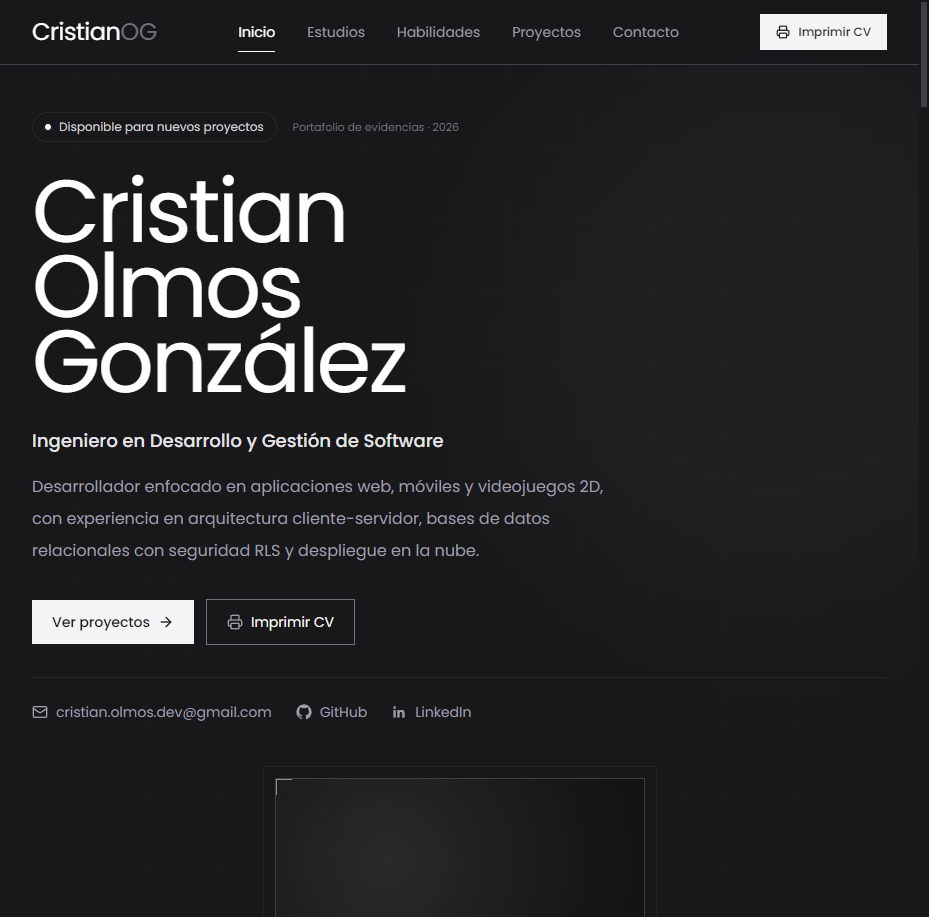 CristianOG
Inicio
Estudios
Habilidades
Proyectos
Contacto
Imprimir CV
Disponible para nuevos proyectos
Portafolio de evidencias · 2026
Cristian
Olmos
González
Ingeniero en Desarrollo y Gestión de Software
Desarrollador enfocado en aplicaciones web, móviles y videojuegos 2D,
con experiencia en arquitectura cliente-servidor, bases de datos
relacionales con seguridad RLS y despliegue en la nube.
Ver proyectos
Imprimir CV
cristian.olmos.dev@gmail.com
GitHub
LinkedIn